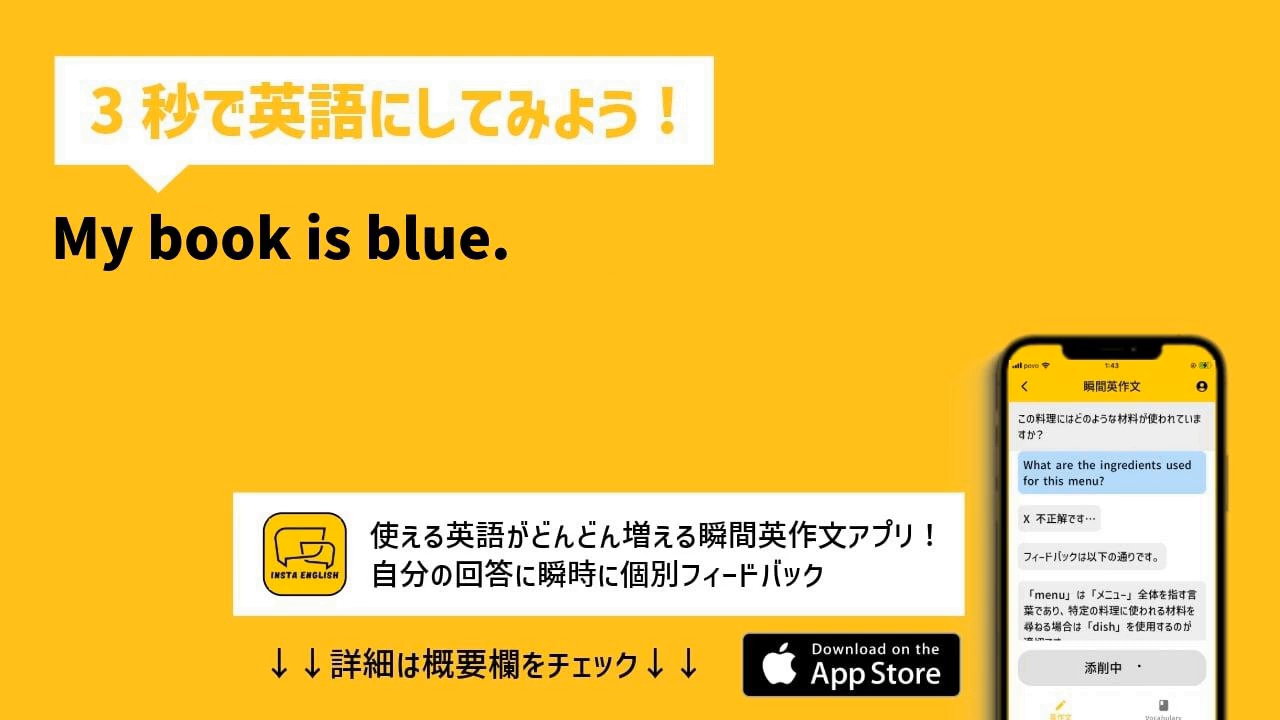 3秒で英語にしてみよう！
My book is blue.
povo
1:43
瞬間英作文
この料理にはどのような材料が使われていますか？
What are the ingredients used
for this menu?
X 不正解です…
フィードバックは以下の通りです。
「menu」は「メニュー」全体を指す言
葉であり、特定の料理に使われる材料を
尋ねる場合は「dish」を使用するのが
添削中
英作文
Vocabulary
INSTA ENGLISH
使える英語がどんどん増える瞬間英作文アプリ！
自分の回答に瞬時に個別フィードバック
↓↓詳細は概要欄をチェック↓↓
Download on the
App Store